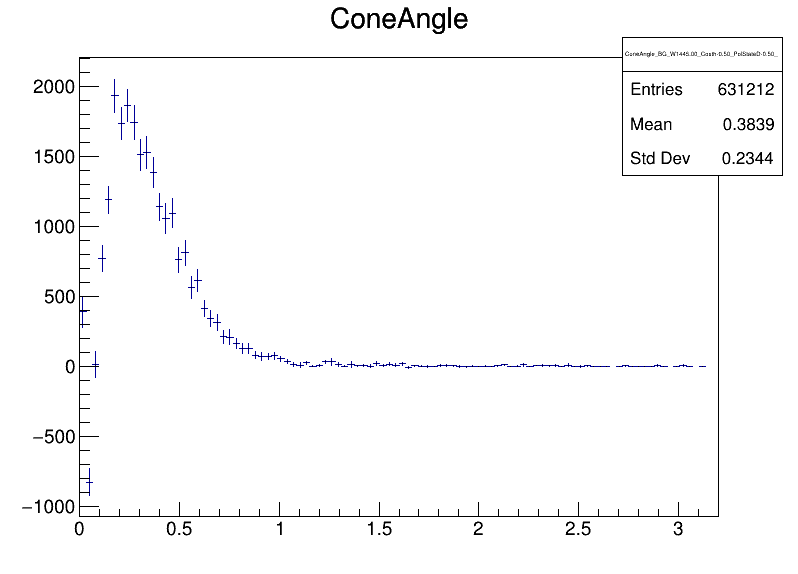 ConeAngle
ConeAngle_BG_W1445.00_Costh-0.50_PolStateD-0.50_
Entries 631212
Mean 0.3839
Std Dev 0.2344
2000
1500
1000
500
0
−500
−1000
0 0.5 1 1.5 2 2.5 3